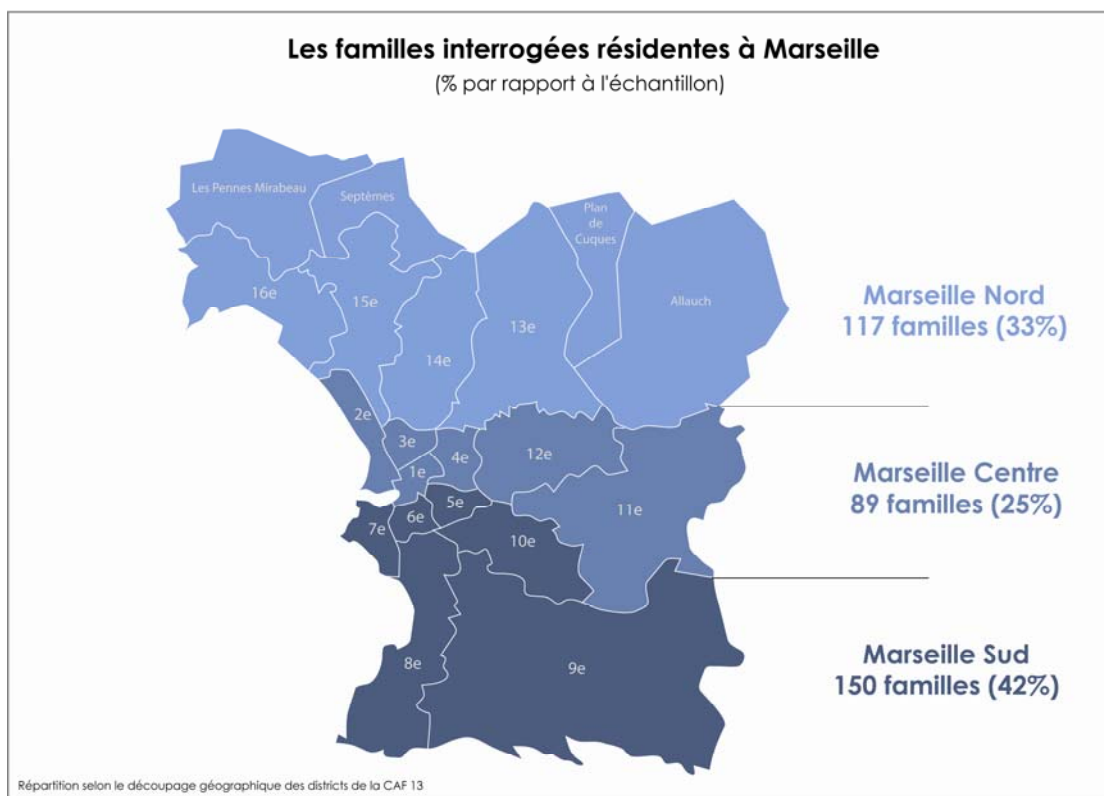 Les familles interrogées résidentes à Marseille
(% par rapport à l'échantillon)
Les Pennes Mirabeau
Septèmes
Plan
de
Cuques
Allauch
16e
15e
14e
13e
Marseille Nord
117 familles (33%)
2e
3e
4e
12e
1e
11e
Marseille Centre
89 familles (25%)
5e
6e
7e
10e
8e
9e
Marseille Sud
150 familles (42%)
Répartition selon le découpage géographique des districts de la CAF 13